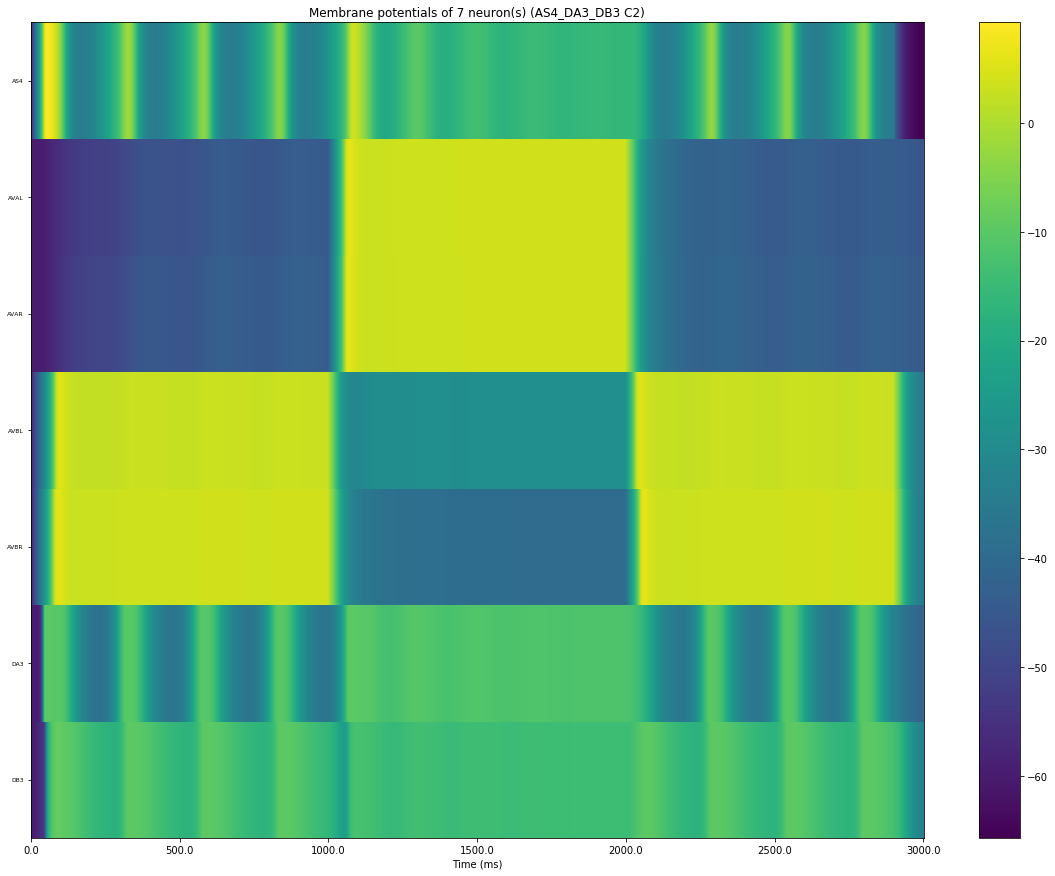 Membrane potentials of 7 neuron(s) (AS4_DA3_DB3 C2)
AS4
AVAL
AVAR
AVBL
AVBR
DA3
DB3
0.0 500.0 1000.0 1500.0 2000.0 2500.0 3000.0
Time (ms)
0
−10
−20
−30
−40
−50
−60